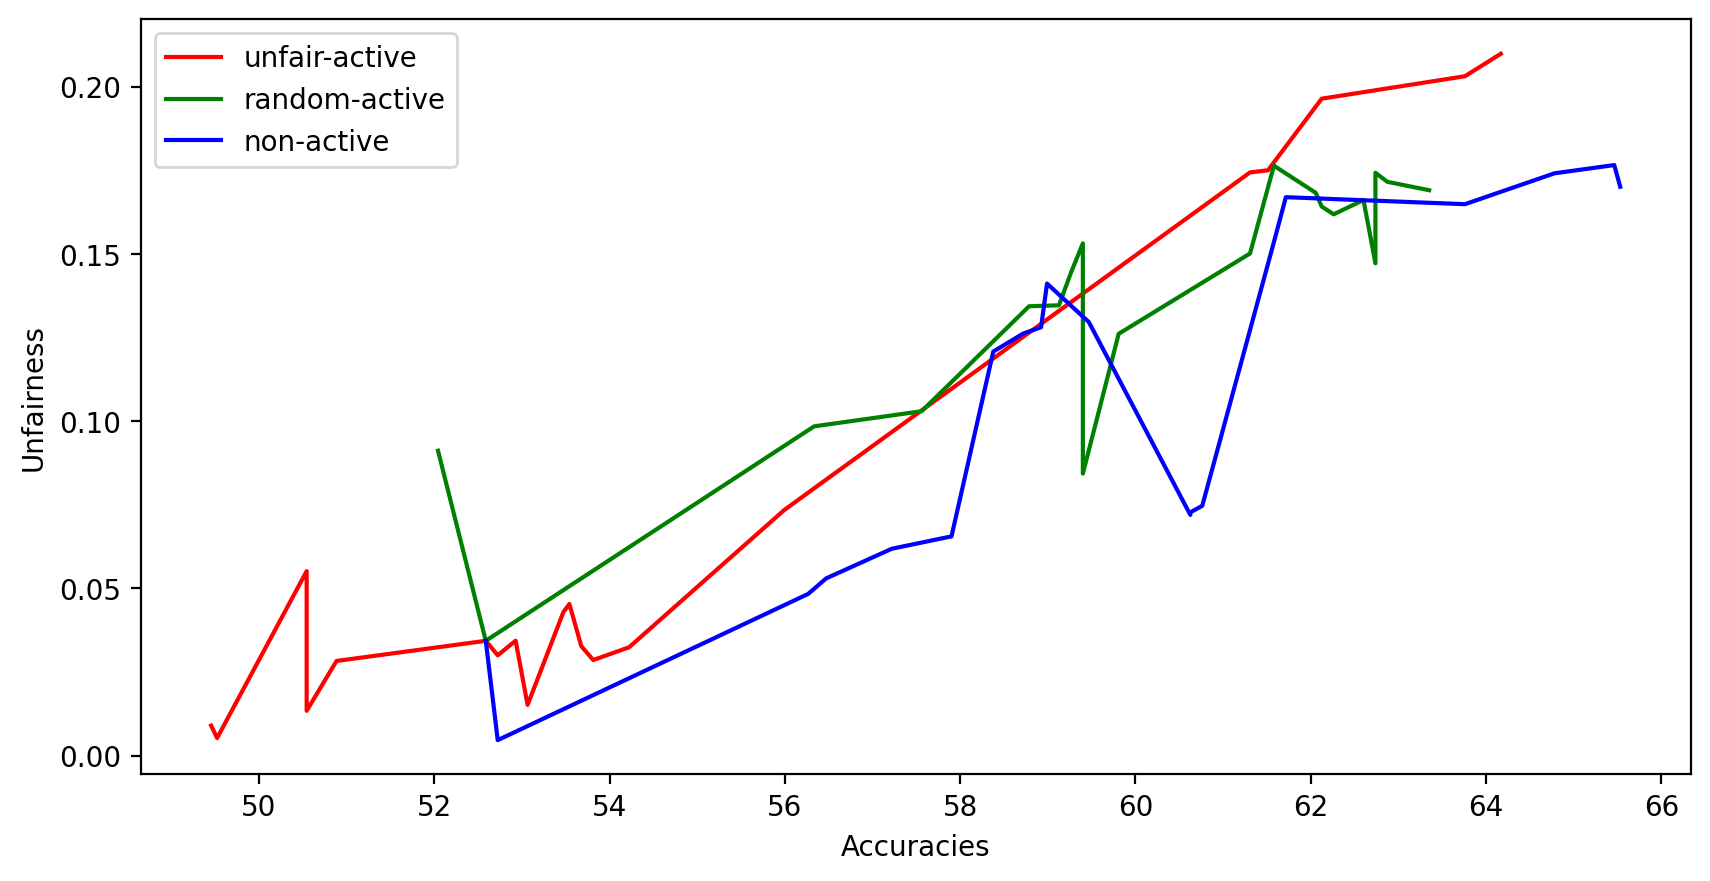 unfair-active
random-active
non-active
0.20
0.15
0.10
0.05
0.00
Unfairness
50 52 54 56 58 60 62 64 66
Accuracies